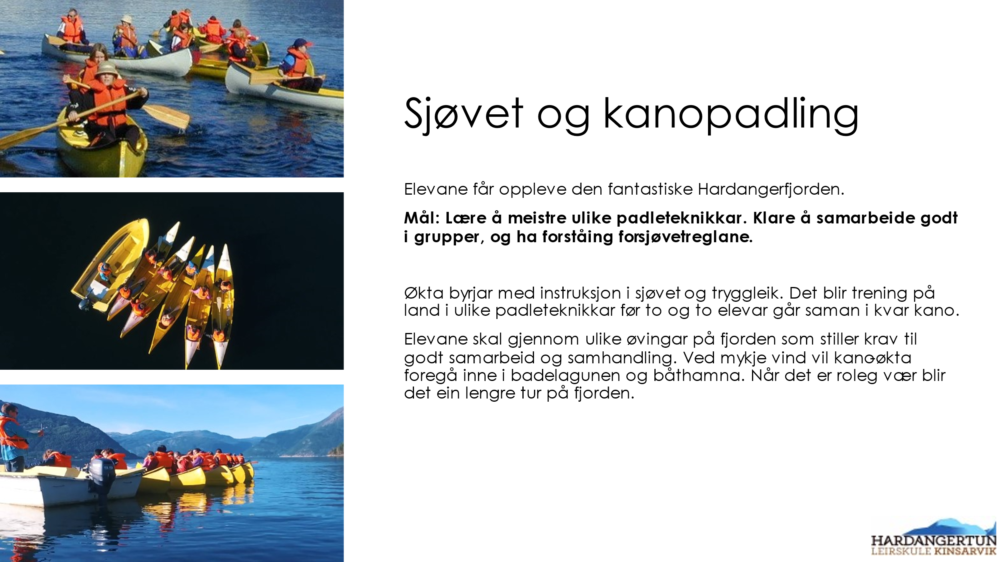 Sjøvet og kanopadling
Elevane får oppleve den fantastiske Hardangerfjorden.
Mål: Lære å meistre ulike padleteknikkar. Klare å samarbeide godt
i grupper, og ha forståing forsjøvetreglane.
Økta byrjar med instruksjon i sjøvet og tryggleik. Det blir trening på
land i ulike padleteknikkar før to og to elevar går saman i kvar kano.
Elevane skal gjennom ulike øvingar på fjorden som stiller krav til
godt samarbeid og samhandling. Ved mykje vind vil kano-økta
foregå inne i badelagunen og båthamna. Når det er roleg vær blir
det ein lengre tur på fjorden.
9.9
HARDANGERTUN
LEIRSKULE KINSARVIK